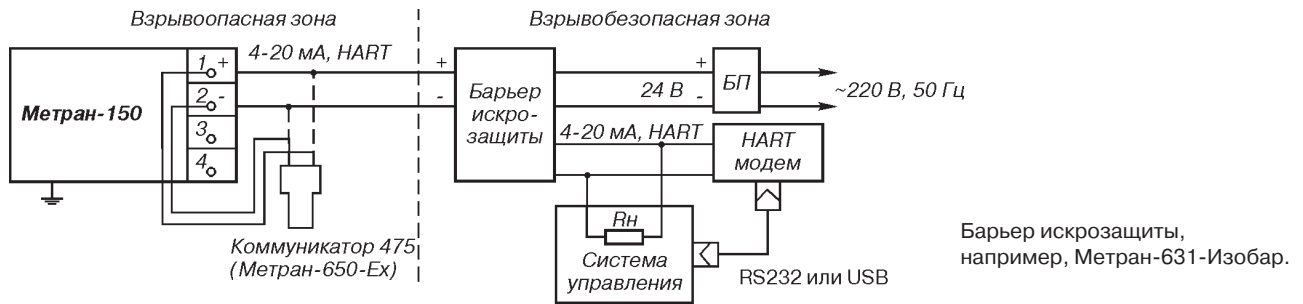 Взрывоопасная зона
Взрывобезопасная зона
Метран-150
1 +
2 -
3
4
4-20 мА, HART
+
-
Барьер
искро-
защиты
+
24 В
-
БП
~220 В, 50 Гц
4-20 мА, HART
HART
модем
Rн
Система
управления
RS232 или USB
Коммуникатор 475
(Метран-650-Ех)
Барьер искрозащиты,
например, Метран-631-Изобар.